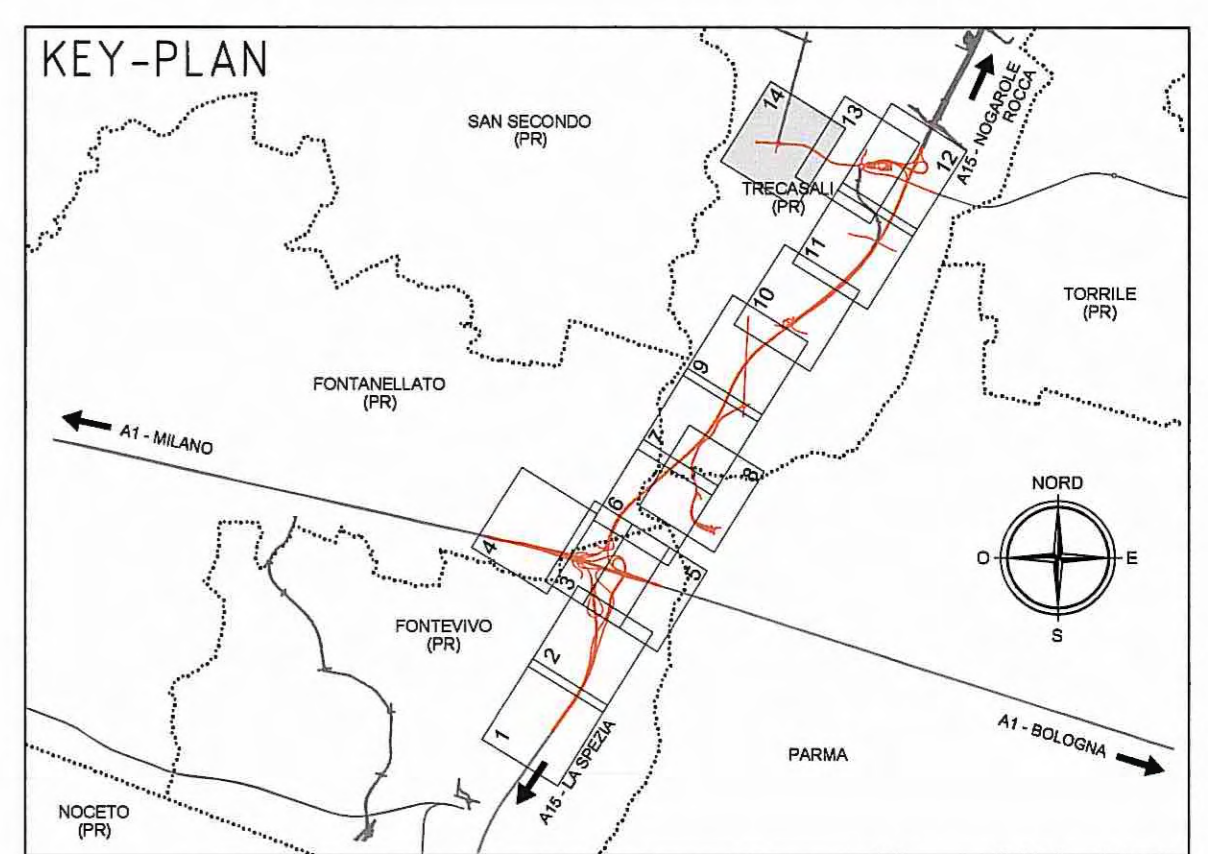 KEY-PLAN
SAN SECONDO
(PR)
14
13
12
A15 - NOGAROLE
ROCCA
TRECASALI
(PR)
11
TORRILE
(PR)
10
9
FONTANELLATO
(PR)
A1 - MILANO
7
8
6
NORD
O
E
S
4
3
5
FONTEVIVO
(PR)
2
1
A15 - LA SPEZIA
A1 - BOLOGNA
PARMA
NOCETO
(PR)